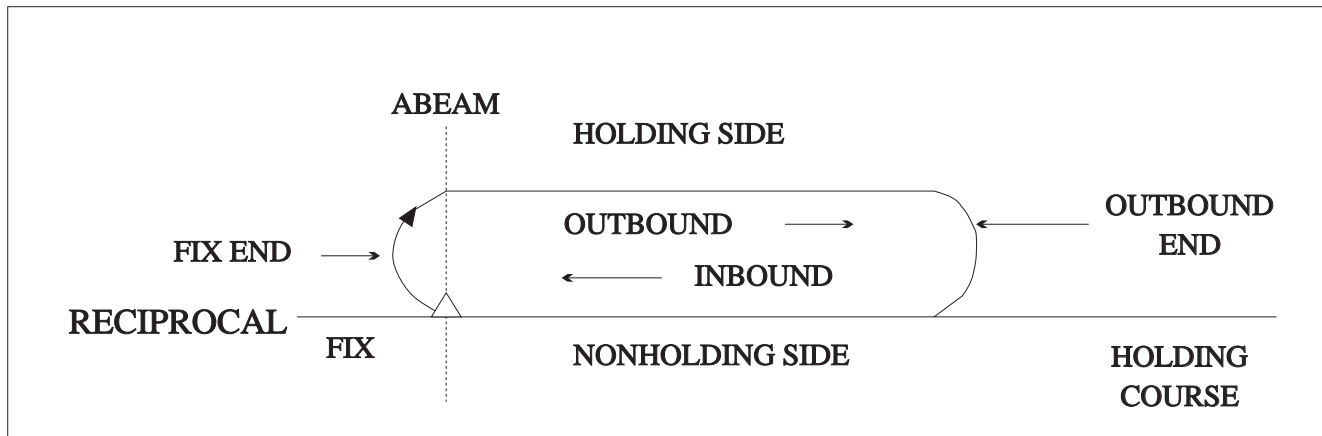 ABEAM
HOLDING SIDE
OUTBOUND
OUTBOUND
END
FIX END
INBOUND
RECIPROCAL
FIX
NONHOLDING SIDE
HOLDING
COURSE